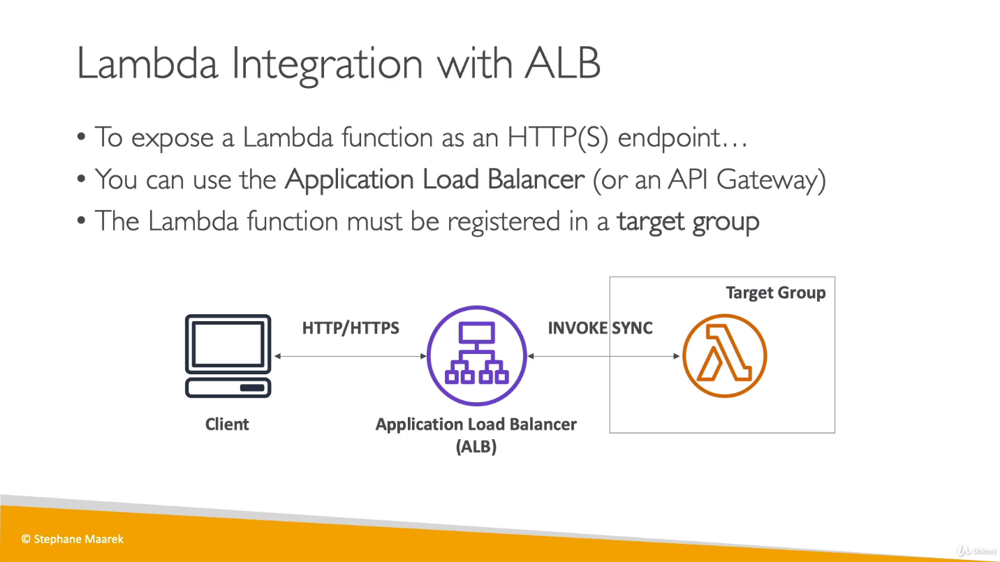 Lambda Integration with ALB
• To expose a Lambda function as an HTTP(S) endpoint…
• You can use the Application Load Balancer (or an API Gateway)
• The Lambda function must be registered in a target group
Target Group
HTTP/HTTPS
INVOKE SYNC
Client
Application Load Balancer
(ALB)
© Stephane Maarek
Udemy